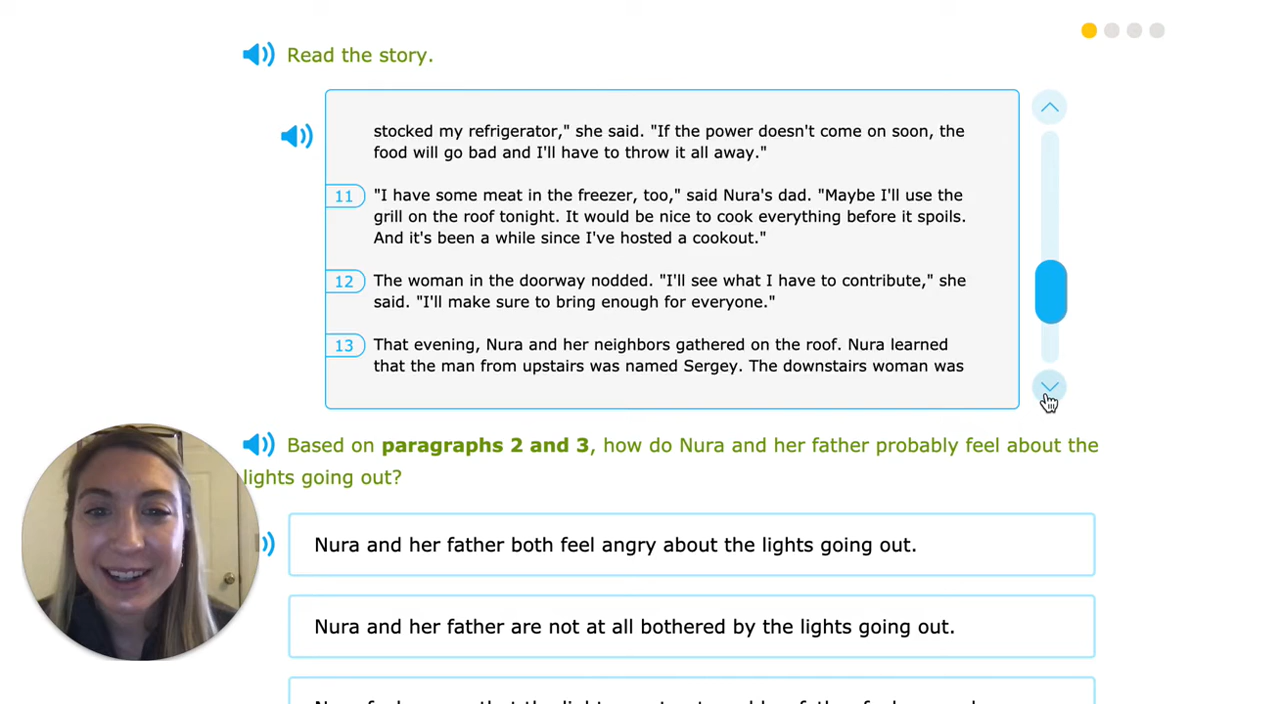 Read the story.
stocked my refrigerator," she said. "If the power doesn't come on soon, the
food will go bad and I'll have to throw it all away."
11 "I have some meat in the freezer, too," said Nura's dad. "Maybe I'll use the
grill on the roof tonight. It would be nice to cook everything before it spoils.
And it's been a while since I've hosted a cookout."
12 The woman in the doorway nodded. "I'll see what I have to contribute," she
said. "I'll make sure to bring enough for everyone."
13 That evening, Nura and her neighbors gathered on the roof. Nura learned
that the man from upstairs was named Sergey. The downstairs woman was
Based on paragraphs 2 and 3, how do Nura and her father probably feel about the
lights going out?
Nura and her father both feel angry about the lights going out.
Nura and her father are not at all bothered by the lights going out.